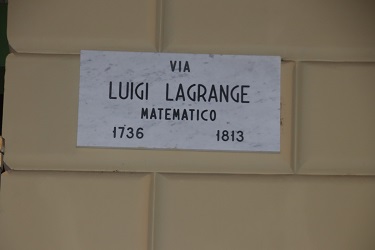 VIA
LUIGI LAGRANGE
MATEMATICO
1736 1813